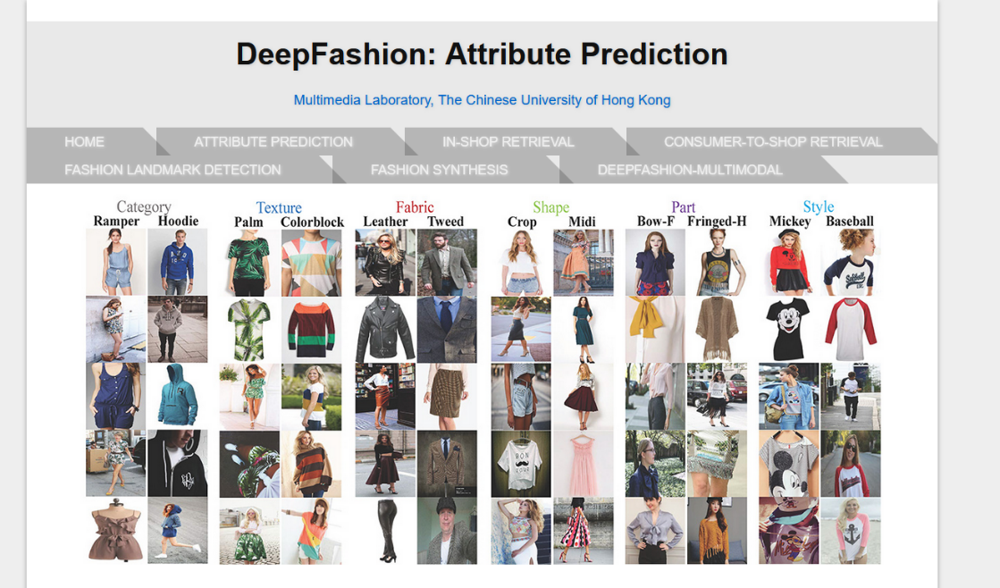 DeepFashion: Attribute Prediction
Multimedia Laboratory, The Chinese University of Hong Kong
HOME ATTRIBUTE PREDICTION IN-SHOP RETRIEVAL CONSUMER-TO-SHOP RETRIEVAL
FASHION LANDMARK DETECTION FASHION SYNTHESIS DEEPFASHION-MULTIMODAL
Category Texture Fabric Shape Part Style
Ramper Hoodie Palm Colorblock Leather Tweed Crop Midi Bow-F Fringed-H Mickey Baseball
BON